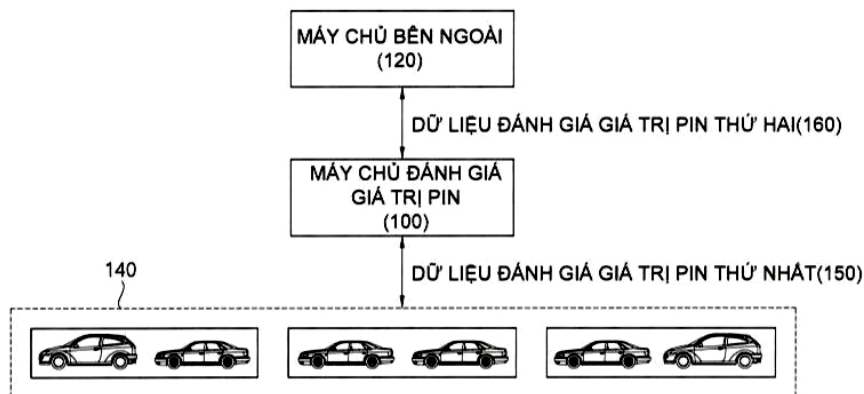 MÁY CHỦ BÊN NGOÀI
(120)
DỮ LIỆU ĐÁNH GIÁ GIÁ TRỊ PIN THỨ HAI(160)
MÁY CHỦ ĐÁNH GIÁ
GIÁ TRỊ PIN
(100)
140
DỮ LIỆU ĐÁNH GIÁ GIÁ TRỊ PIN THỨ NHẤT(150)